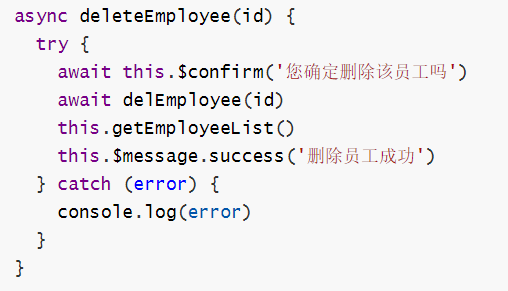 async deleteEmployee(id) {
  try {
    await this.$confirm('您确定删除该员工吗')
    await delEmployee(id)
    this.getEmployeeList()
    this.$message.success('删除员工成功')
  } catch (error) {
    console.log(error)
  }
}